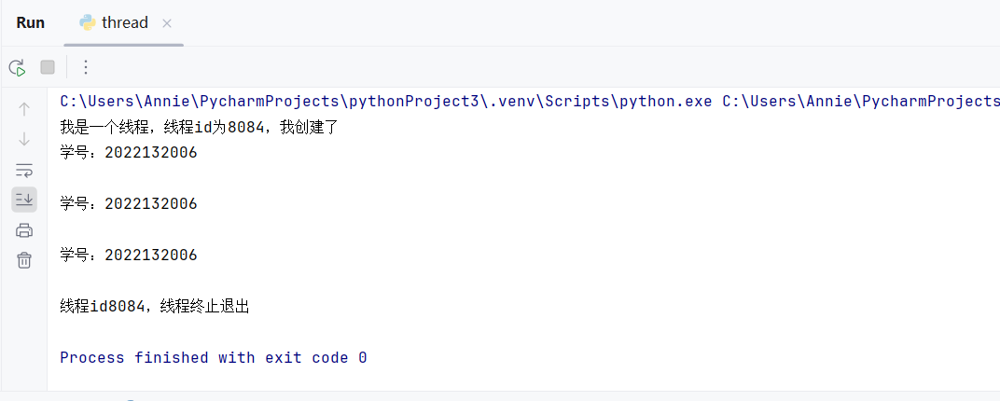 Run
thread
C:\Users\Annie\PycharmProjects\pythonProject3\.venv\Scripts\python.exe C:\Users\Annie\PycharmProjects
我是一个线程，线程id为8084，我创建了
学号：2022132006
学号：2022132006
学号：2022132006
线程id8084，线程终止退出
Process finished with exit code 0